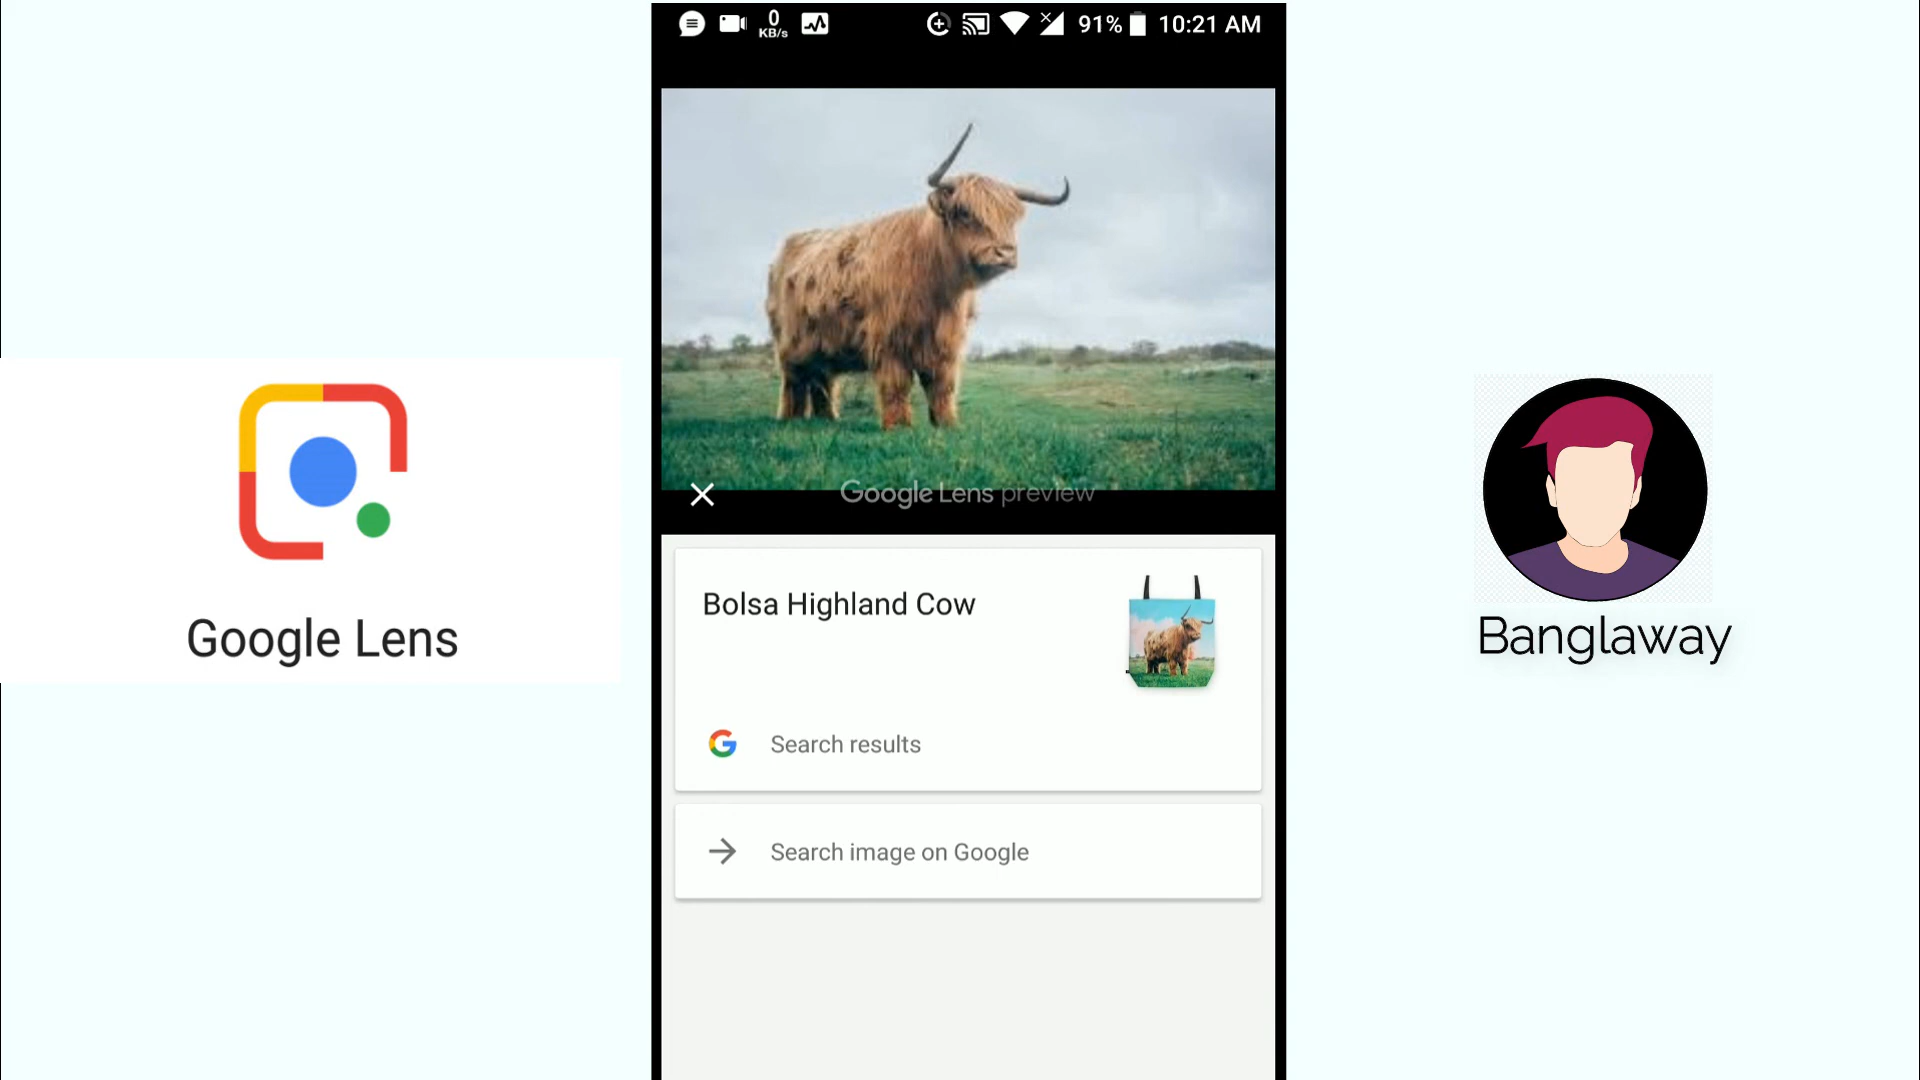 0
KB/s
91%
10:21 AM
Google Lens preview
Bolsa Highland Cow
Search results
Search image on Google
Google Lens
Banglaway